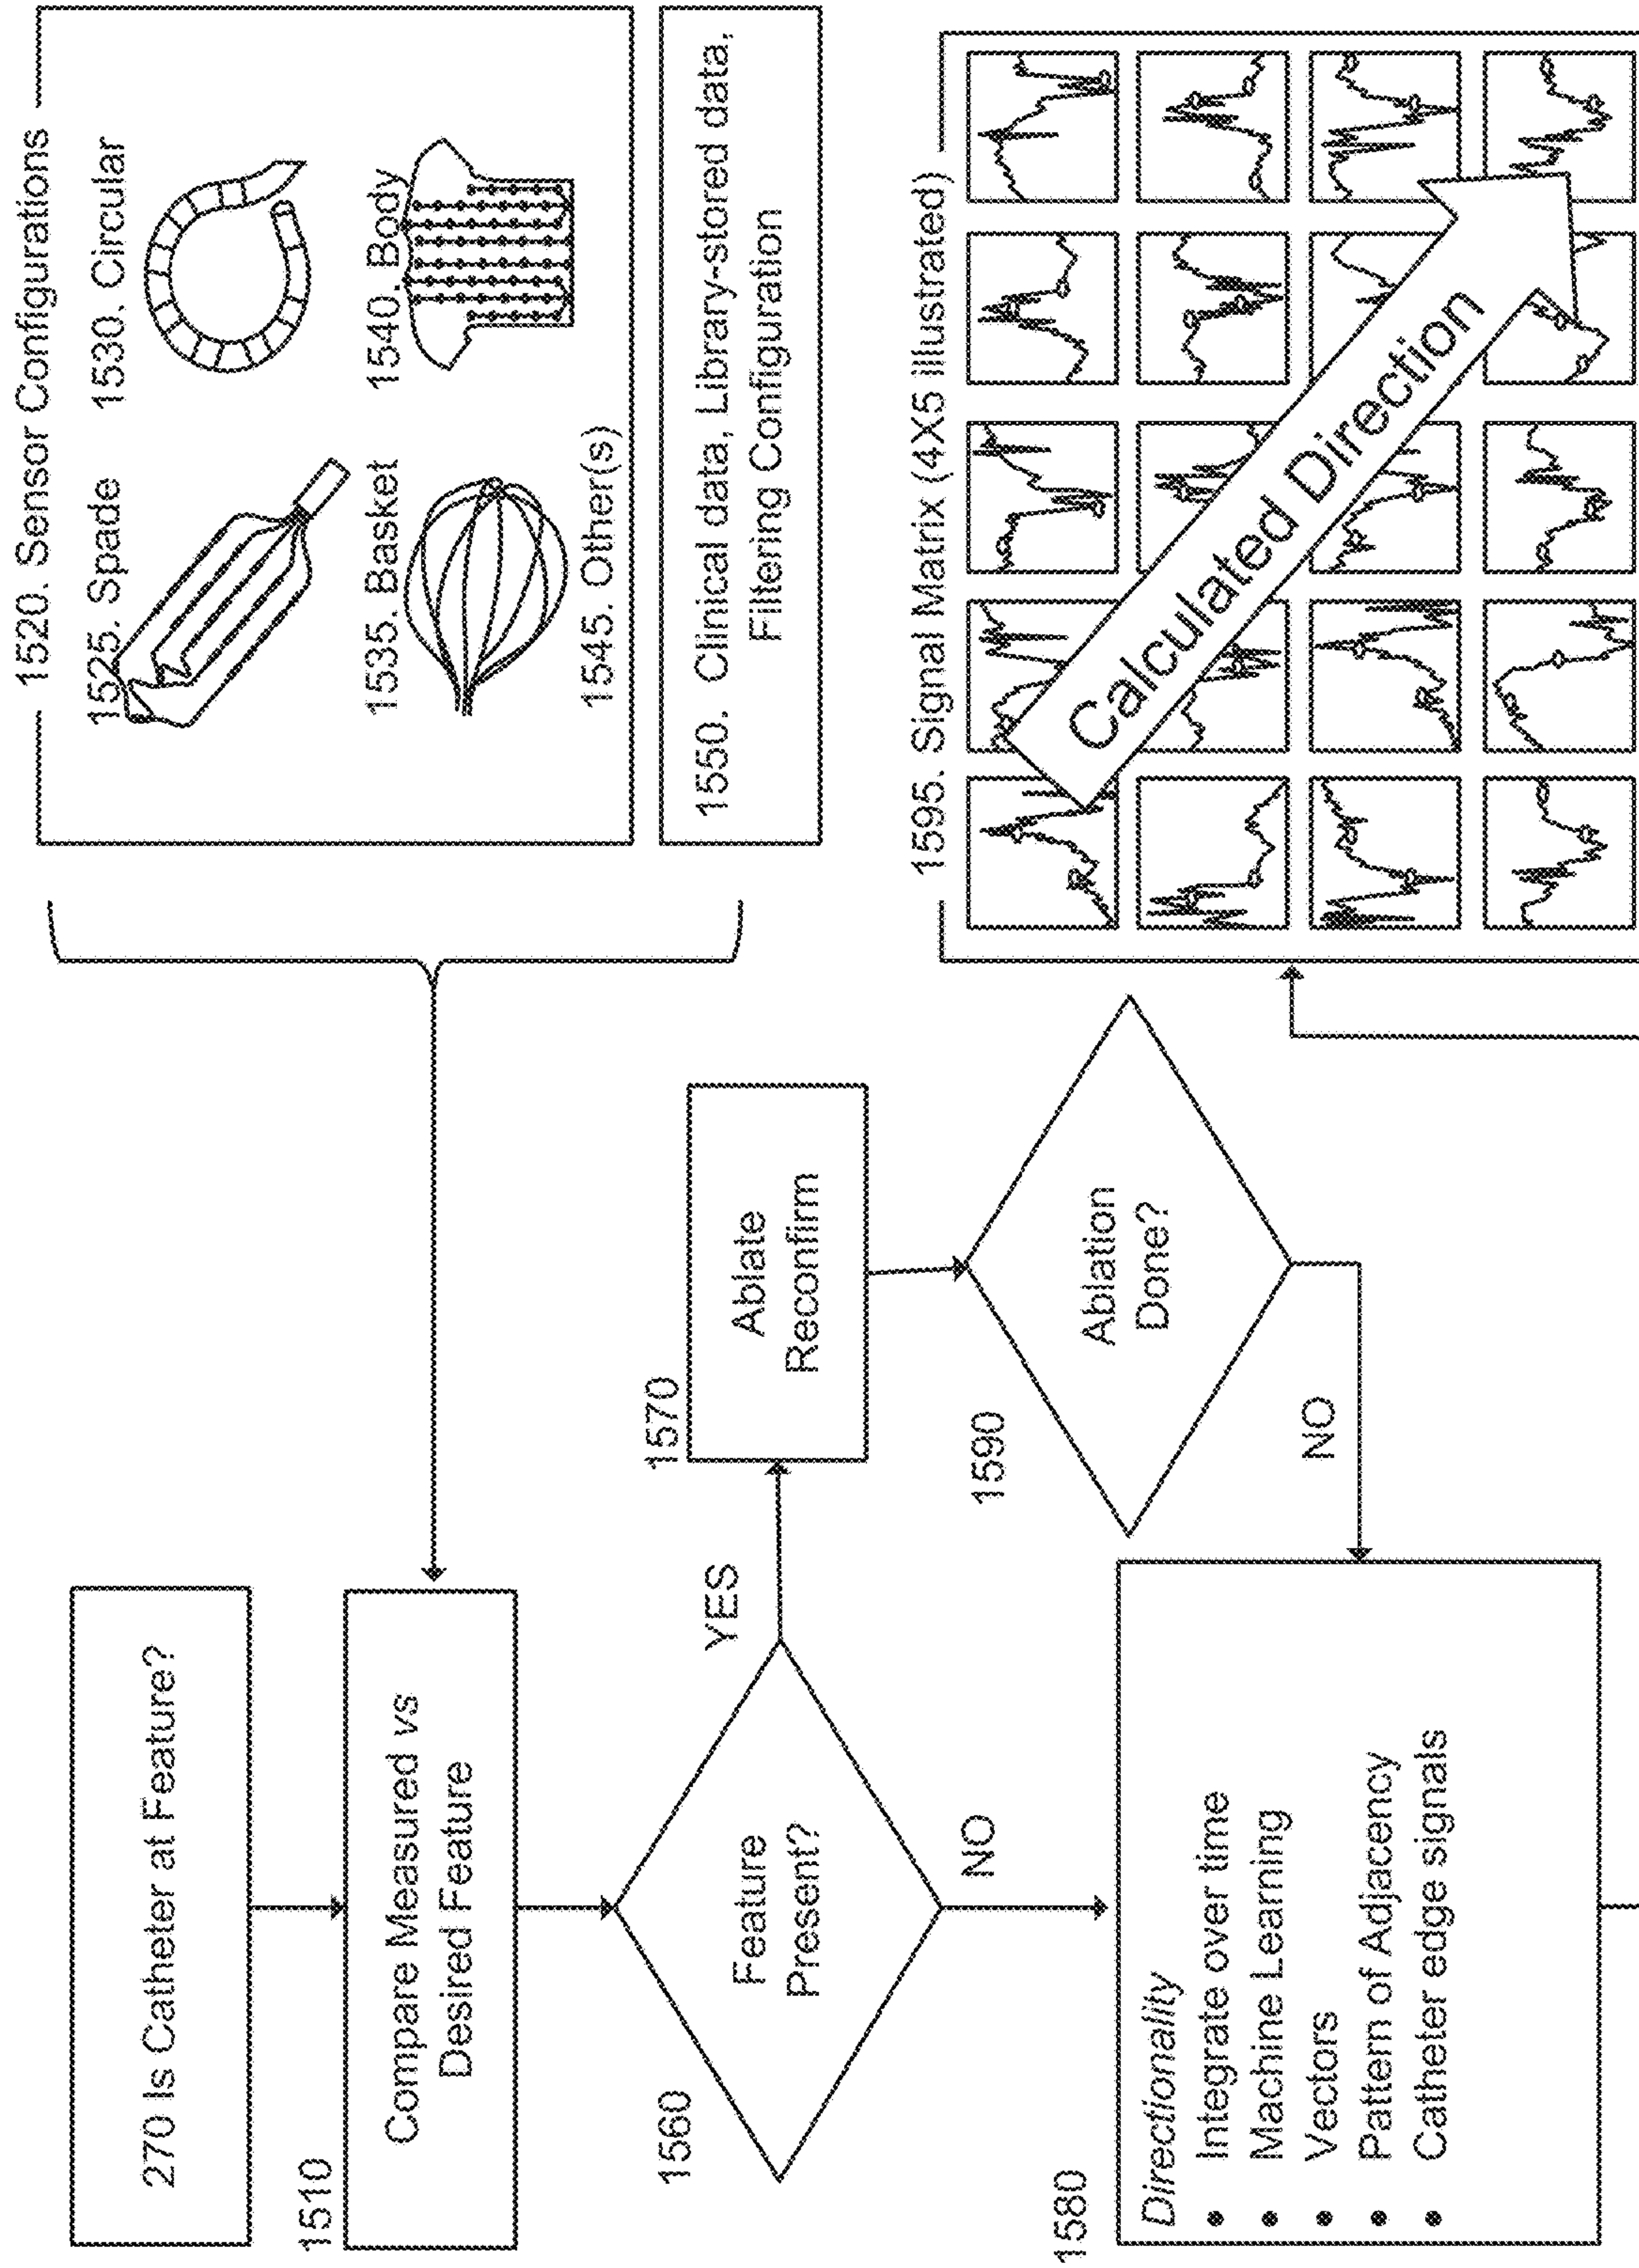 270 Is Catheter at Feature?
1510
Compare Measured vs
Desired Feature
1520. Sensor Configurations
1525. Spade
1530. Circular
1535. Basket
1540. Body
1545. Other(s)
1550. Clinical data, Library-stored data,
Filtering Configuration
1560
Feature
Present?
YES
NO
1570
Ablate
Reconfirm
1590
Ablation
Done?
NO
1580
Directionality
• Integrate over time
• Machine Learning
• Vectors
• Pattern of Adjacency
• Catheter edge signals
1595. Signal Matrix (4X5 illustrated)
Calculated Direction